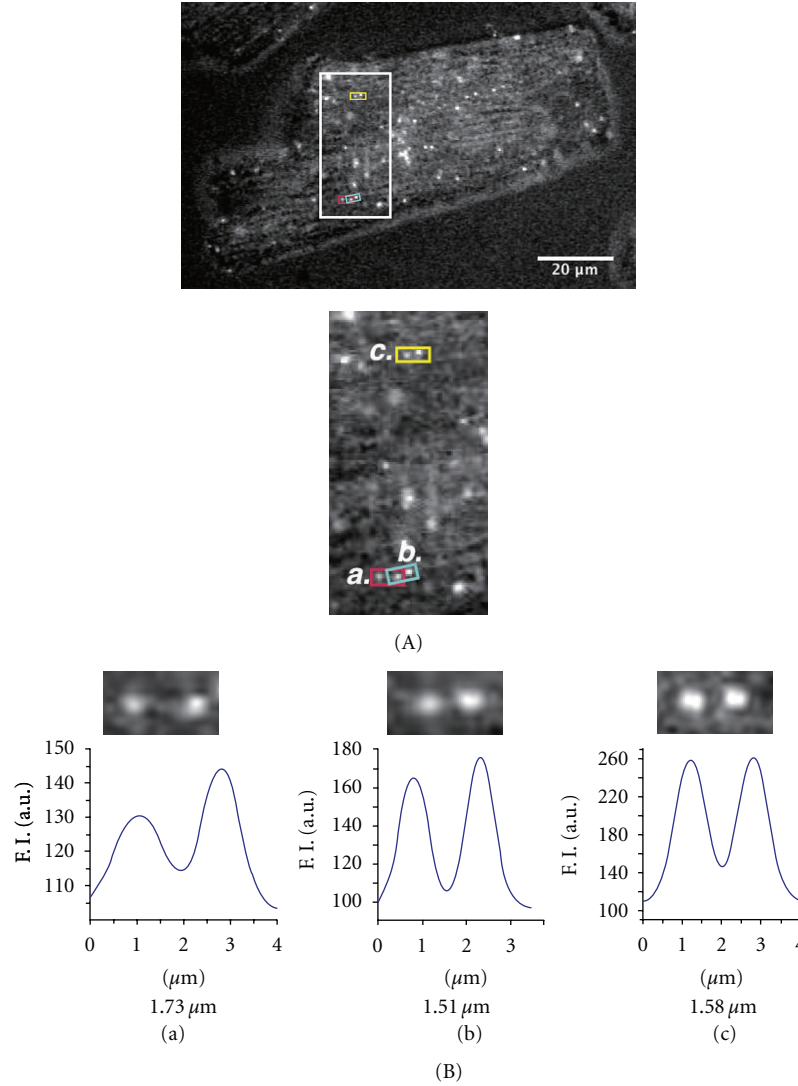 20 µm
c.
b.
a.
(A)
150
140
130
120
110
F. I. (a.u.)
0 1 2 3 4
(µm)
1.73 µm
(a)
180
160
140
120
100
F. I. (a.u.)
0 1 2 3
(µm)
1.51 µm
(b)
260
220
180
140
100
F. I. (a.u.)
0 1 2 3 4
(µm)
1.58 µm
(c)
(B)